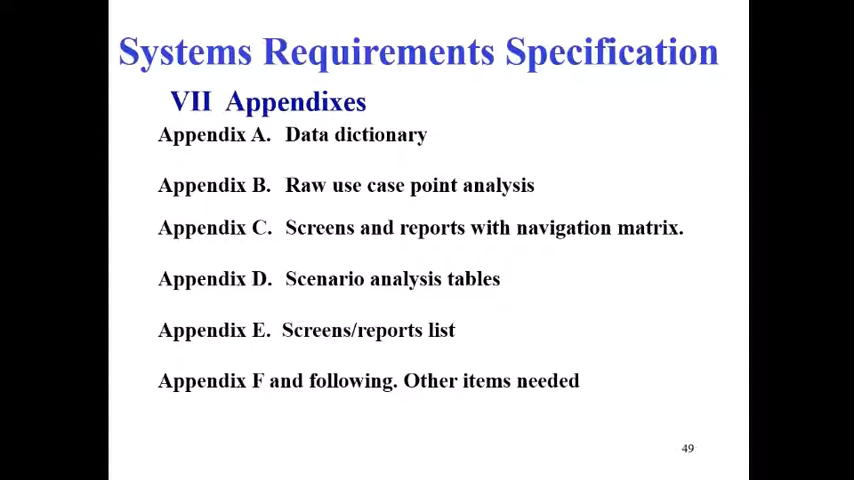 Systems Requirements Specification
VII Appendixes
Appendix A. Data dictionary
Appendix B. Raw use case point analysis
Appendix C. Screens and reports with navigation matrix.
Appendix D. Scenario analysis tables
Appendix E. Screens/reports list
Appendix F and following. Other items needed
49